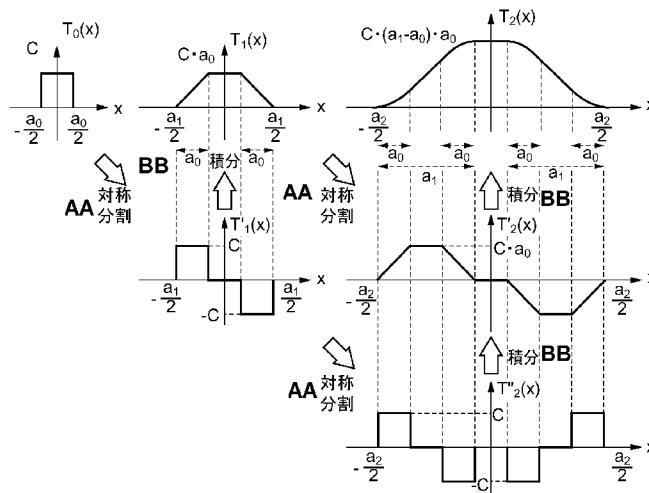 T₀(x)
C
x
-a₀/2
a₀/2
T₁(x)
C・a₀
x
-a₁/2
a₁/2
T₂(x)
C・(a₁-a₀)・a₀
x
-a₂/2
a₂/2
a₀
a₀
a₀
a₀
a₀
a₀
a₁
a₁
AA 対称
分割
BB 積分
AA 対称
分割
積分 BB
T'₁(x)
C
x
-a₁/2
a₁/2
-C
T'₂(x)
C・a₀
x
-a₂/2
a₂/2
AA 対称
分割
積分 BB
T"₂(x)
C
x
-a₂/2
a₂/2
-C